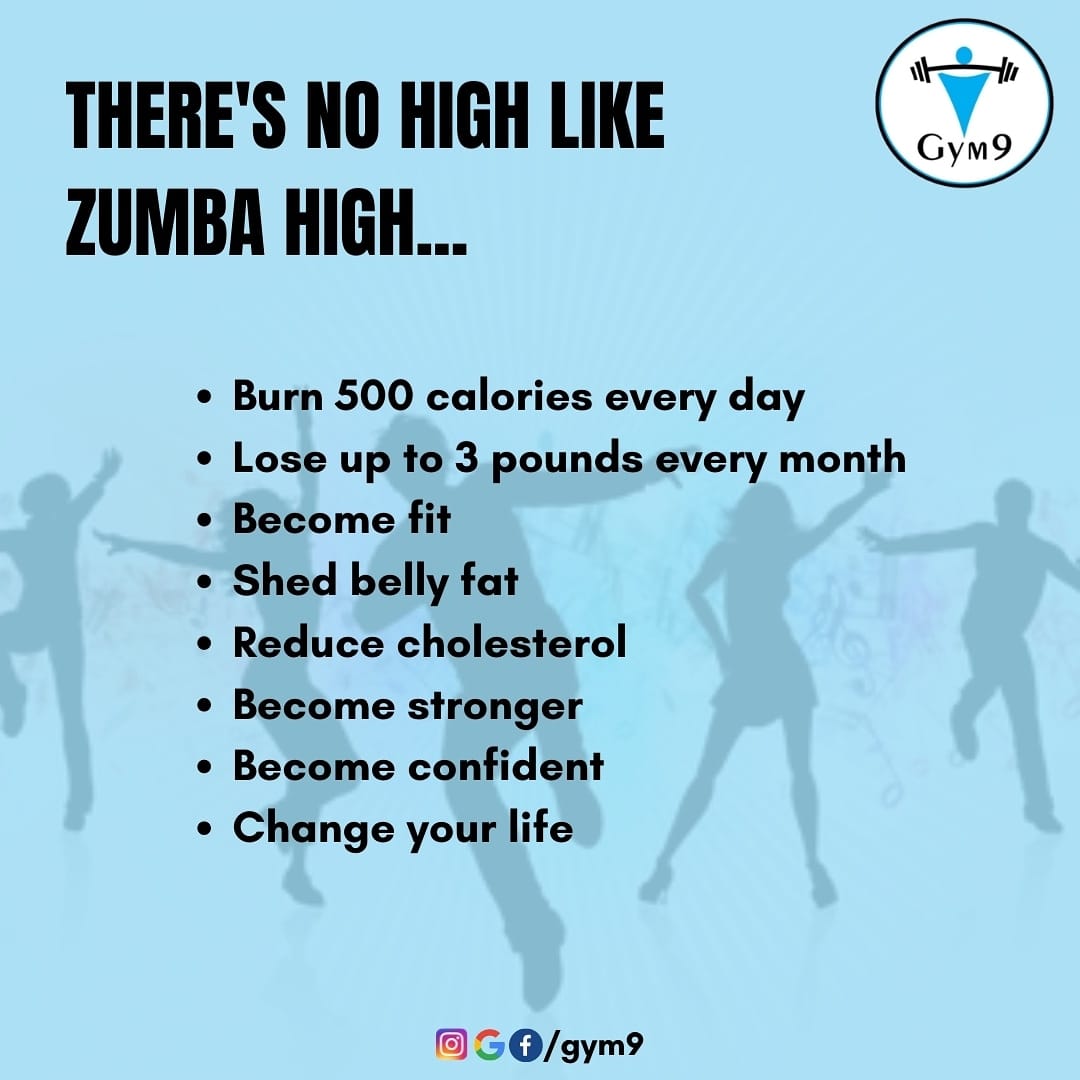 THERE'S NO HIGH LIKE
ZUMBA HIGH...
Gym9
• Burn 500 calories every day
• Lose up to 3 pounds every month
• Become fit
• Shed belly fat
• Reduce cholesterol
• Become stronger
• Become confident
• Change your life
/gym9